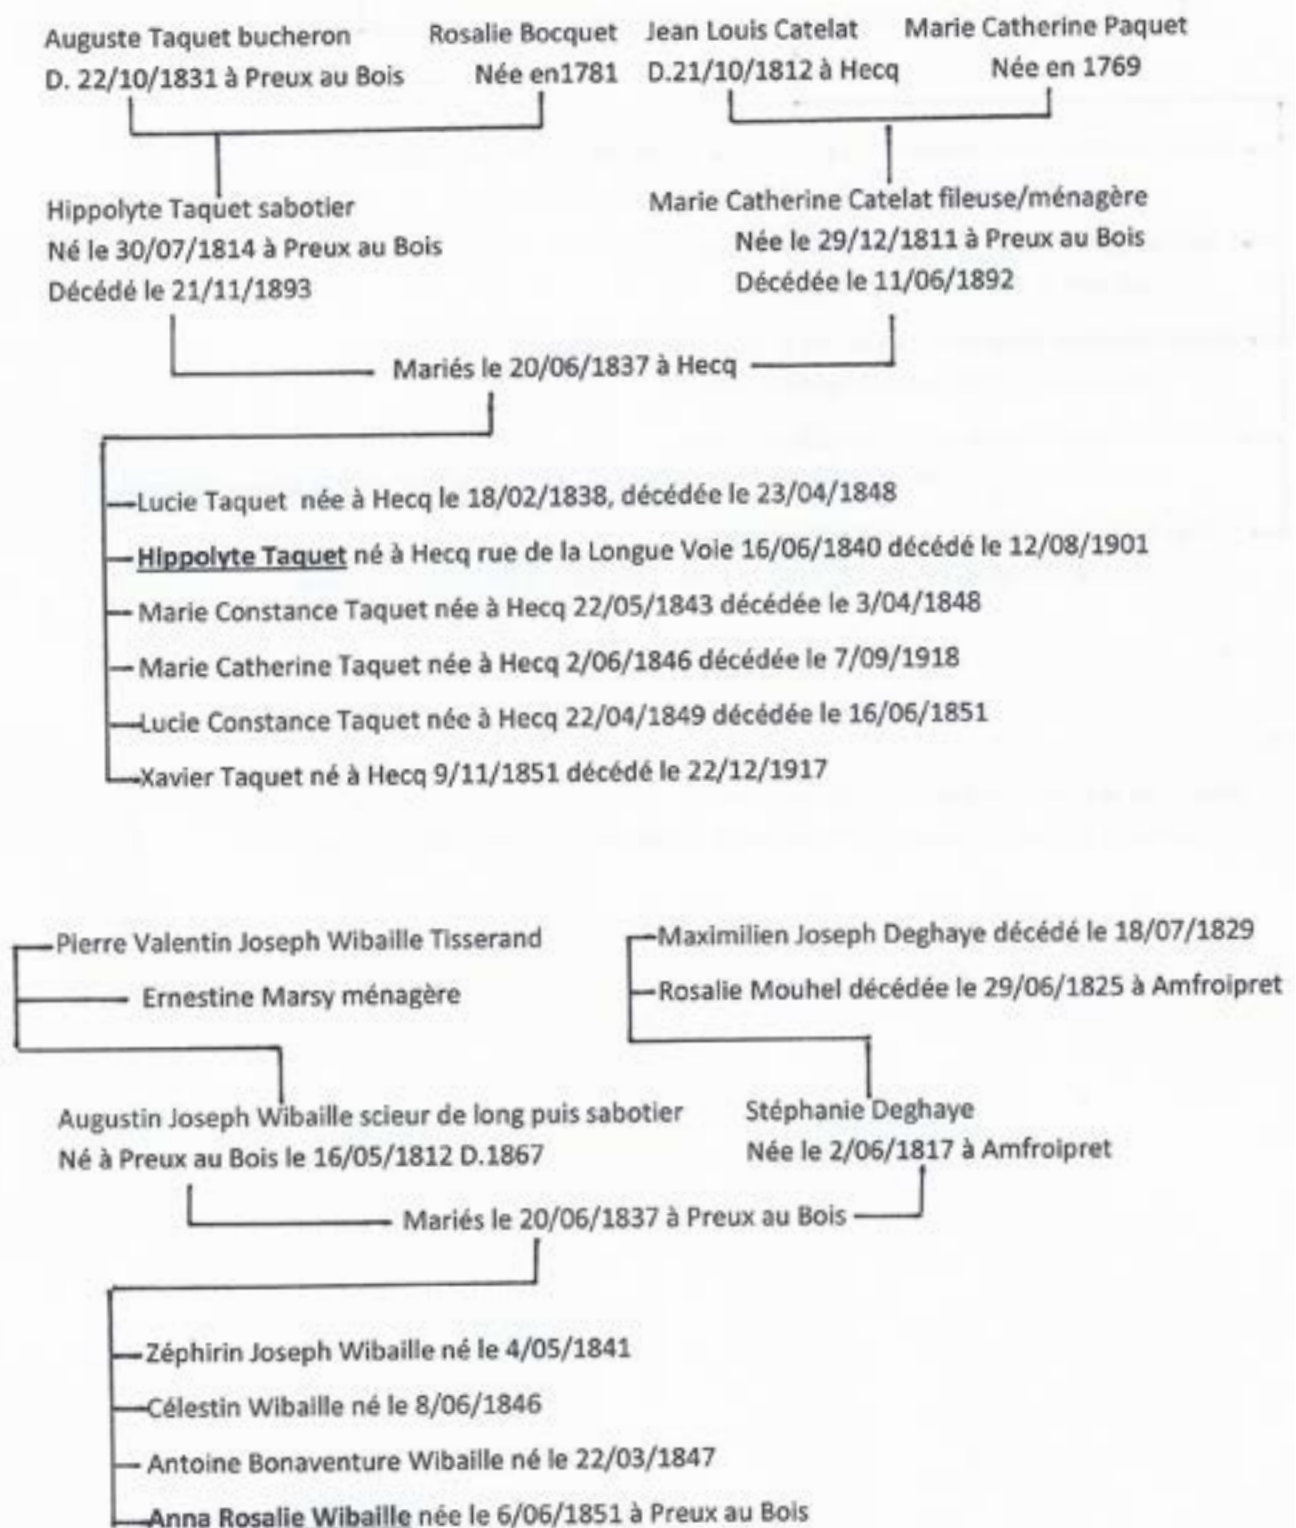 Auguste Taquet bucheron
D. 22/10/1831 à Preux au Bois
Rosalie Bocquet
Née en1781
Jean Louis Catelat
D.21/10/1812 à Hecq
Marie Catherine Paquet
Née en 1769
Hippolyte Taquet sabotier
Né le 30/07/1814 à Preux au Bois
Décédé le 21/11/1893
Marie Catherine Catelat fileuse/ménagère
Née le 29/12/1811 à Preux au Bois
Décédée le 11/06/1892
Mariés le 20/06/1837 à Hecq
Lucie Taquet née à Hecq le 18/02/1838, décédée le 23/04/1848
Hippolyte Taquet né à Hecq rue de la Longue Voie 16/06/1840 décédé le 12/08/1901
Marie Constance Taquet née à Hecq 22/05/1843 décédée le 3/04/1848
Marie Catherine Taquet née à Hecq 2/06/1846 décédée le 7/09/1918
Lucie Constance Taquet née à Hecq 22/04/1849 décédée le 16/06/1851
Xavier Taquet né à Hecq 9/11/1851 décédé le 22/12/1917
Pierre Valentin Joseph Wibaille Tisserand
Ernestine Marsy ménagère
Maximilien Joseph Deghaye décédé le 18/07/1829
Rosalie Mouhel décédée le 29/06/1825 à Amfroipret
Augustin Joseph Wibaille scieur de long puis sabotier
Né à Preux au Bois le 16/05/1812 D.1867
Stéphanie Deghaye
Née le 2/06/1817 à Amfroipret
Mariés le 20/06/1837 à Preux au Bois
Zéphirin Joseph Wibaille né le 4/05/1841
Célestin Wibaille né le 8/06/1846
Antoine Bonaventure Wibaille né le 22/03/1847
Anna Rosalie Wibaille née le 6/06/1851 à Preux au Bois